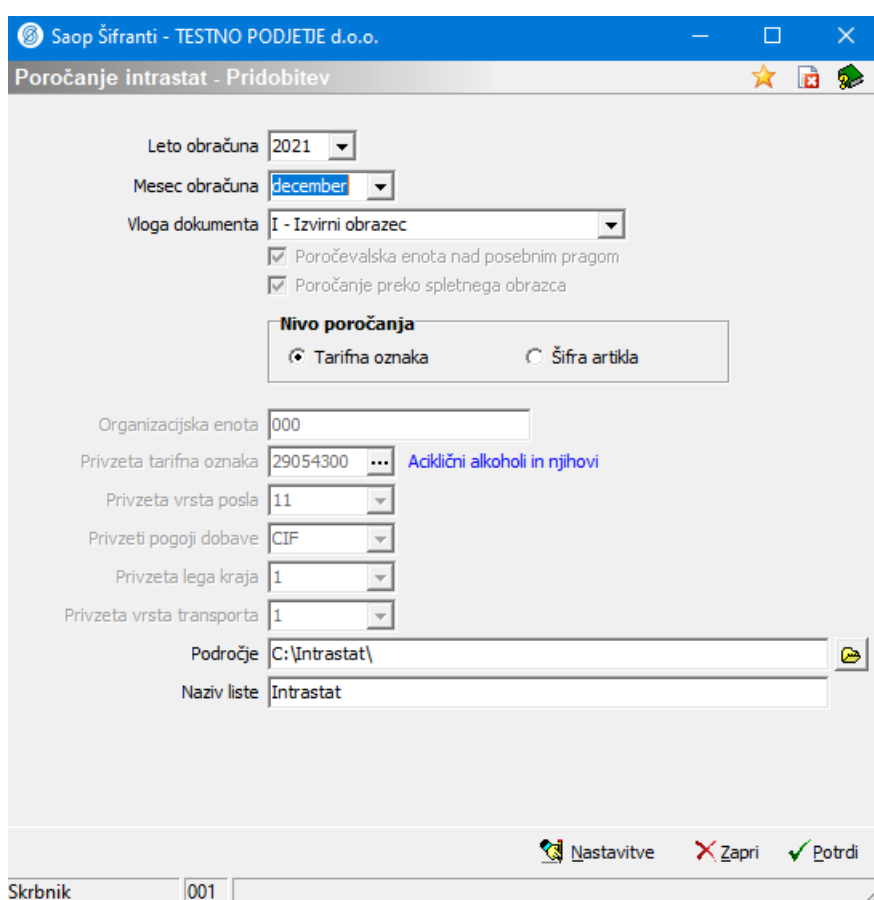 Saop Šifranti - TESTNO PODJETJE d.o.o.
Poročanje intrastat - Pridobitev
Leto obračuna 2021
Mesec obračuna december
Vloga dokumenta I - Izvirni obrazec
Poročevalska enota nad posebnim pragom
Poročanje preko spletnega obrazca
Nivo poročanja
Tarifna oznaka Šifra artikla
Organizacijska enota 000
Privzeta tarifna oznaka 29054300 ... Aciklični alkoholi in njihovi
Privzeta vrsta posla 11
Privzeti pogoji dobave CIF
Privzeta lega kraja 1
Privzeta vrsta transporta 1
Področje C:\Intrastat\
Naziv liste Intrastat
Nastavitve Zapri Potrdi
Skrbnik 001